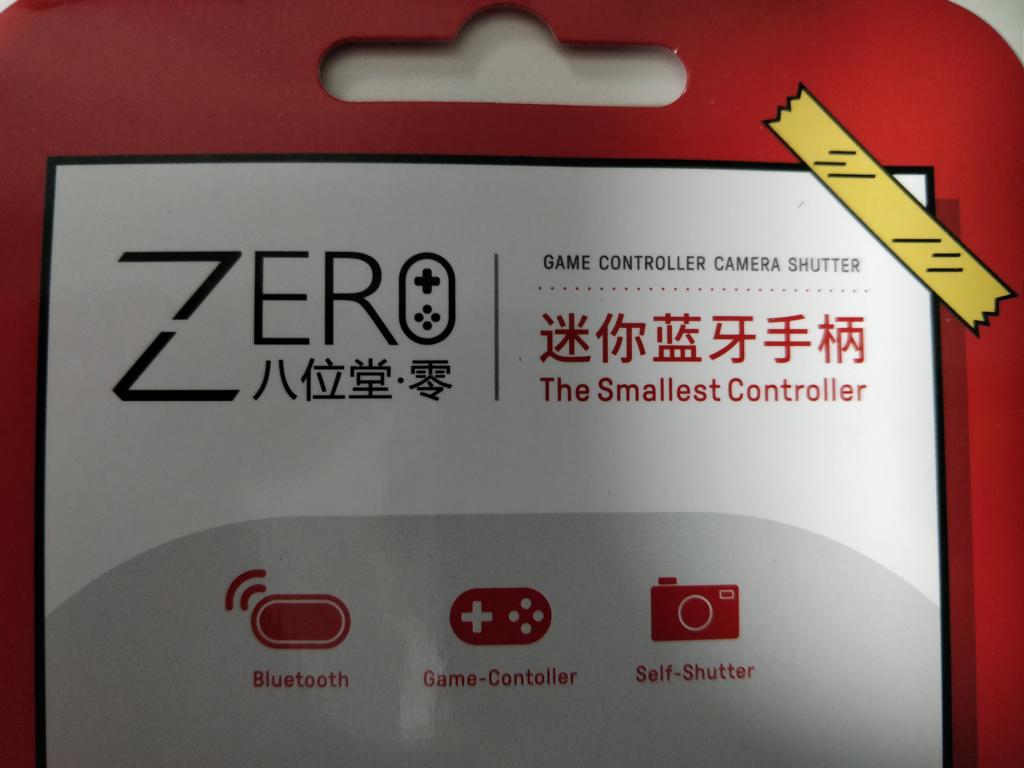 ZERO
八位堂·零
GAME CONTROLLER CAMERA SHUTTER
迷你蓝牙手柄
The Smallest Controller
Bluetooth
Game-Contoller
Self-Shutter